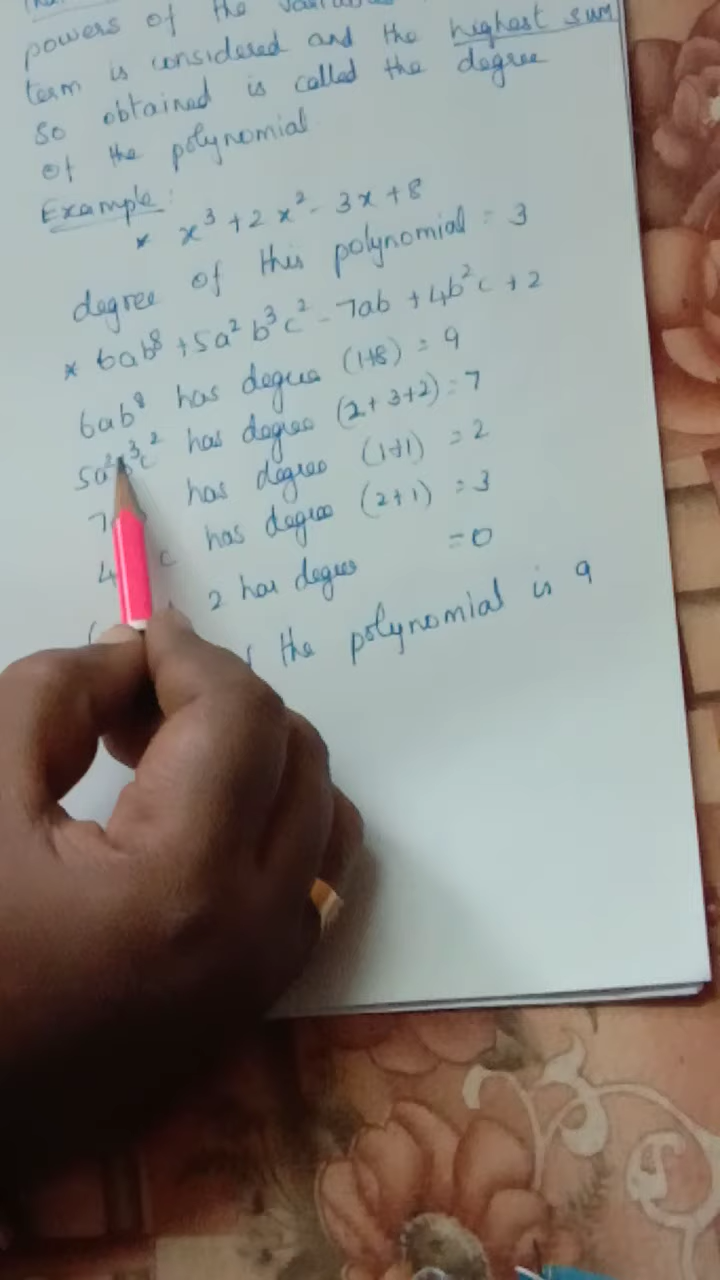 powers of the
term is considered and the highest sum
so obtained is called the degree
of the polynomial
Example:
* x³ + 2x² - 3x + 8
degree of this polynomial = 3
* 6ab⁸ + 5a²b³c² - 7ab + 4b²c + 2
6ab⁸ has degree (1+8) = 9
5a²b³c² has degree (2+3+2) = 7
7 has degree (1+1) = 2
4 c has degree (2+1) = 3
2 has degree = 0
the polynomial is 9